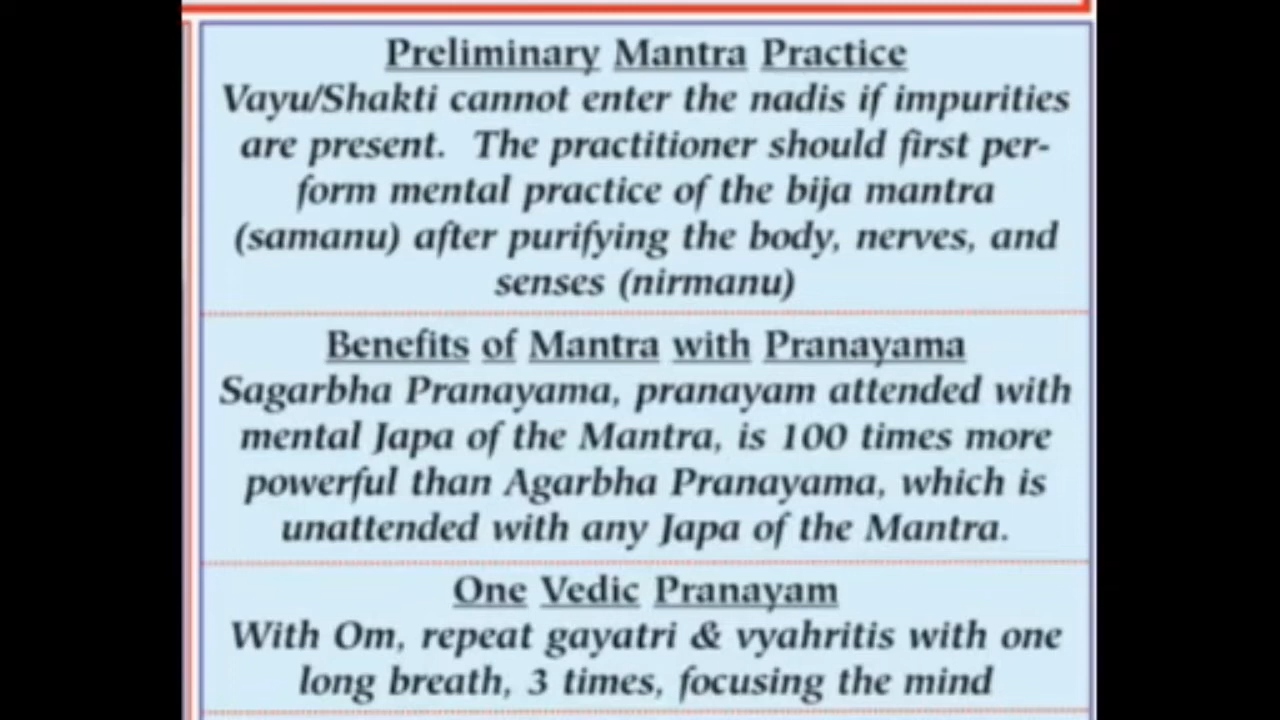 Preliminary Mantra Practice
Vayu/Shakti cannot enter the nadis if impurities
are present.  The practitioner should first per-
form mental practice of the bija mantra
(samanu) after purifying the body, nerves, and
senses (nirmanu)
Benefits of Mantra with Pranayama
Sagarbha Pranayama, pranayam attended with
mental Japa of the Mantra, is 100 times more
powerful than Agarbha Pranayama, which is
unattended with any Japa of the Mantra.
One Vedic Pranayam
With Om, repeat gayatri & vyahritis with one
long breath, 3 times, focusing the mind